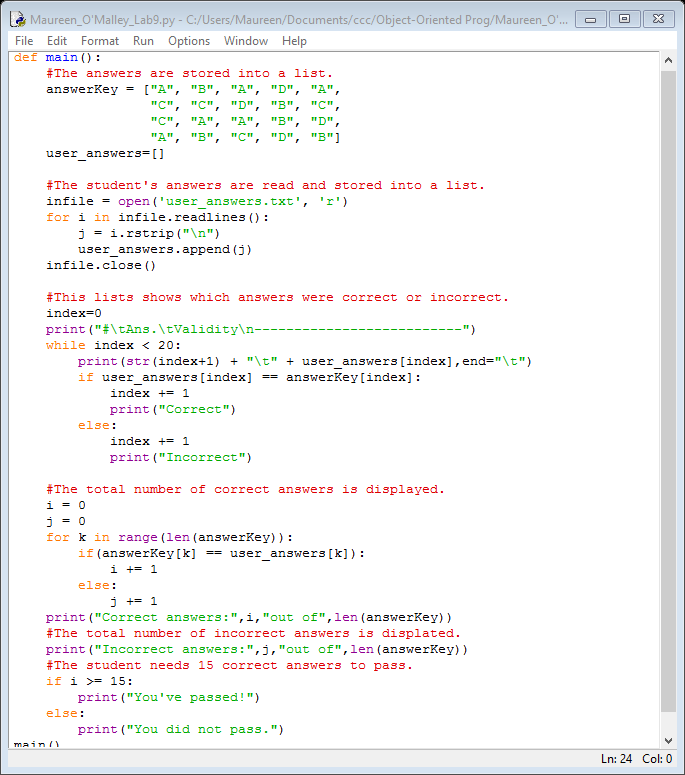 Maureen_O'Malley_Lab9.py - C:/Users/Maureen/Documents/ccc/Object-Oriented Prog/Maureen_O'...
File Edit Format Run Options Window Help
def main():
    #The answers are stored into a list.
    answerKey = ["A", "B", "A", "D", "A",
                 "C", "C", "D", "B", "C",
                 "C", "A", "A", "B", "D",
                 "A", "B", "C", "D", "B"]
    user_answers=[]

    #The student's answers are read and stored into a list.
    infile = open('user_answers.txt', 'r')
    for i in infile.readlines():
        j = i.rstrip("\n")
        user_answers.append(j)
    infile.close()

    #This lists shows which answers were correct or incorrect.
    index=0
    print("#\tAns.\tValidity\n--------------------------")
    while index < 20:
        print(str(index+1) + "\t" + user_answers[index],end="\t")
        if user_answers[index] == answerKey[index]:
            index += 1
            print("Correct")
        else:
            index += 1
            print("Incorrect")

    #The total number of correct answers is displayed.
    i = 0
    j = 0
    for k in range(len(answerKey)):
        if(answerKey[k] == user_answers[k]):
            i += 1
        else:
            j += 1
    print("Correct answers:",i,"out of",len(answerKey))
    #The total number of incorrect answers is displated.
    print("Incorrect answers:",j,"out of",len(answerKey))
    #The student needs 15 correct answers to pass.
    if i >= 15:
        print("You've passed!")
    else:
        print("You did not pass.")
main()
Ln: 24 Col: 0